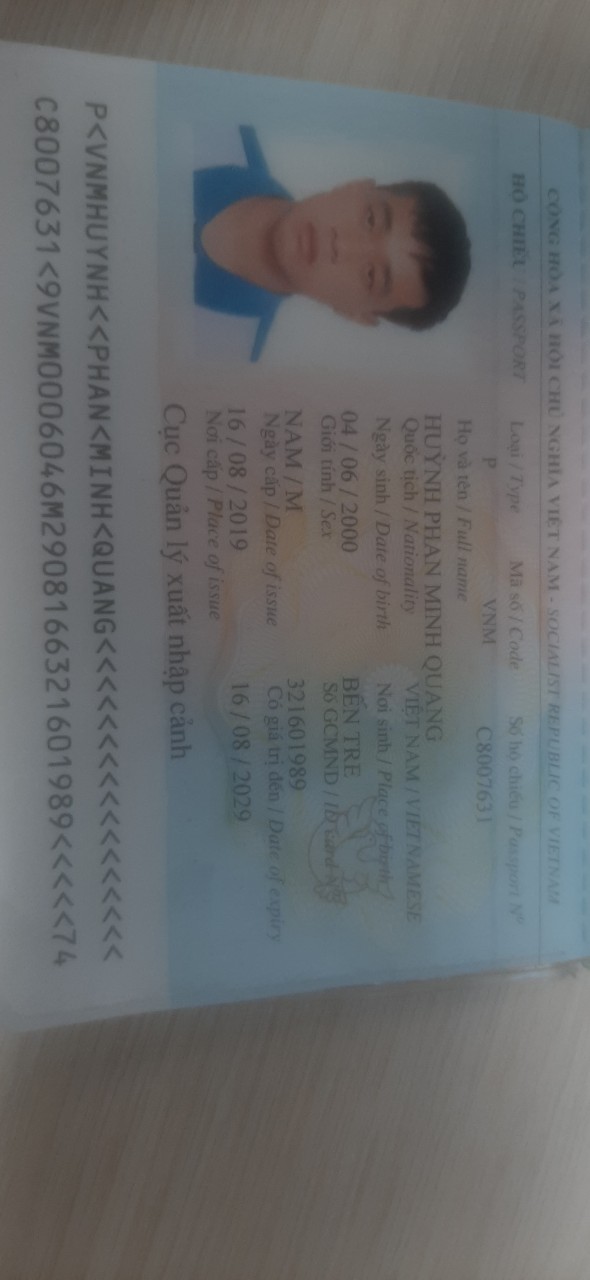 CỘNG HÒA XÃ HỘI CHỦ NGHĨA VIỆT NAM - SOCIALIST REPUBLIC OF VIETNAM
HỘ CHIẾU / PASSPORT Loại / Type Mã số / Code Số hộ chiếu / Passport Nº
P VNM C8007631
Họ và tên / Full name
HUỲNH PHAN MINH QUANG
Quốc tịch / Nationality VIỆT NAM / VIETNAMESE
Ngày sinh / Date of birth Nơi sinh / Place of birth
04 / 06 / 2000 BẾN TRE
Giới tính / Sex Số GCMND / ID card Nº
NAM / M 321601989
Ngày cấp / Date of issue Có giá trị đến / Date of expiry
16 / 08 / 2019 16 / 08 / 2029
Nơi cấp / Place of issue
Cục Quản lý xuất nhập cảnh
P<VNMHUYNH<<PHAN<MINH<QUANG<<<<<<<<<<<<<<<<<
C8007631<9VNM0006046M2908166321601989<<<<<74